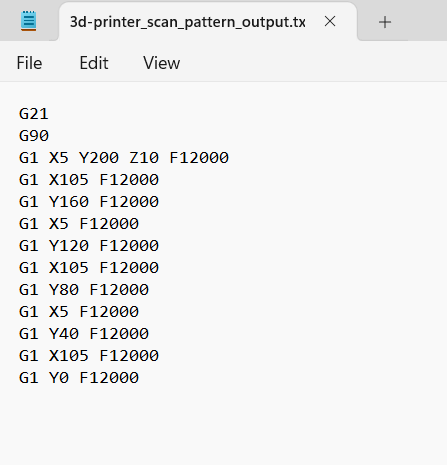 3d-printer_scan_pattern_output.tx
File Edit View
G21
G90
G1 X5 Y200 Z10 F12000
G1 X105 F12000
G1 Y160 F12000
G1 X5 F12000
G1 Y120 F12000
G1 X105 F12000
G1 Y80 F12000
G1 X5 F12000
G1 Y40 F12000
G1 X105 F12000
G1 Y0 F12000